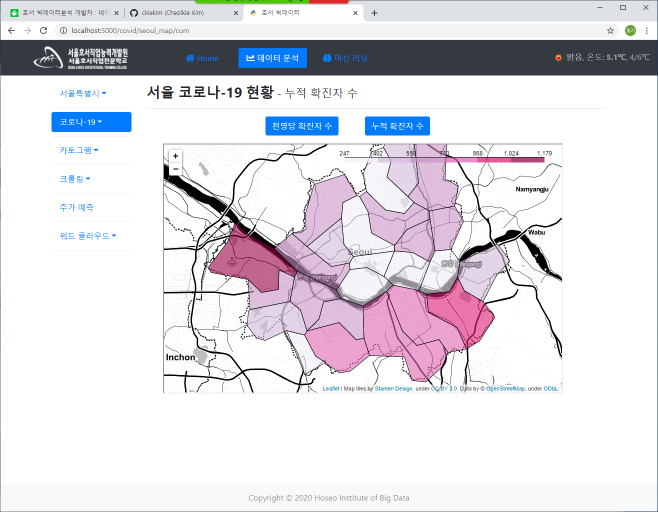 호서 빅데이터분석 개발자 : 네이
ckiekim (Cheolkie Kim)
호서 빅데이터
localhost:5000/covid/seoul_map/cum
서울호서직업능력개발원
서울호서직업전문학교
Home
데이터 분석
머신 러닝
맑음, 온도: 5.1℃, 4/6℃
서울특별시
서울 코로나-19 현황 - 누적 확진자 수
코로나-19
천명당 확진자 수
누적 확진자 수
카토그램
크롤링
주가 예측
워드 클라우드
+
−
247 402 558 713 868 1,024 1,179
Namyangju
Wabu
Seoul
Inchon
Leaflet | Map tiles by Stamen Design, under CC BY 3.0. Data by © OpenStreetMap, under ODbL.
Copyright © 2020 Hoseo Institute of Big Data